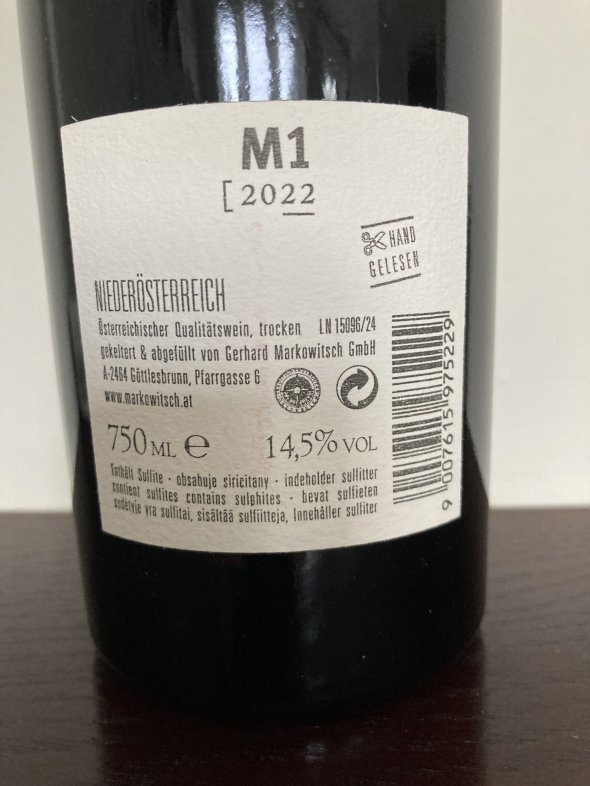 M1
[2022
HAND
GELESEN
NIEDERÖSTERREICH
Österreichischer Qualitätswein, trocken LN 15096/24
gekeltert & abgefüllt von Gerhard Markowitsch GmbH
A-2464 Göttlesbrunn, Pfarrgasse 6
www.markowitsch.at
750 ML e 14,5% VOL
Enthält Sulfite · obsahuje siricitany · indeholder sulfitter
contient sulfites contains sulphites · bevat sulfieten
sudėtyje yra sulfitai, sisältää sulfiitteja, Innehåller sulfiter
9 007615 975229